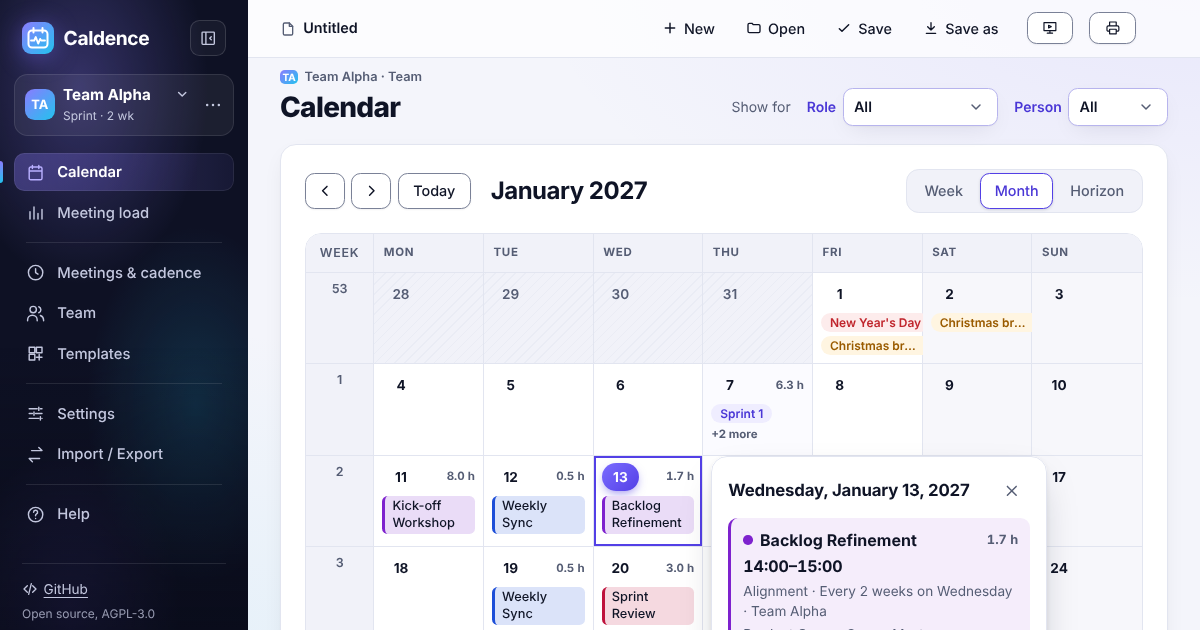 Caldence
TA
Team Alpha
Sprint · 2 wk
Calendar
Meeting load
Meetings & cadence
Team
Templates
Settings
Import / Export
Help
GitHub
Open source, AGPL-3.0
Untitled
New
Open
Save
Save as
TA Team Alpha · Team
Calendar
Show for
Role
All
Person
All
Today
January 2027
Week
Month
Horizon
WEEK MON TUE WED THU FRI SAT SUN
53 28 29 30 31 1 2 3
New Year's Day
Christmas br...
Christmas br...
1 4 5 6 7 6.3 h 8 9 10
Sprint 1
+2 more
2 11 8.0 h 12 0.5 h 13 1.7 h 17
Kick-off
Workshop
Weekly
Sync
Backlog
Refinement
3 18 19 0.5 h 20 3.0 h 24
Weekly
Sync
Sprint
Review
Wednesday, January 13, 2027
Backlog Refinement 1.7 h
14:00–15:00
Alignment · Every 2 weeks on Wednesday
· Team Alpha